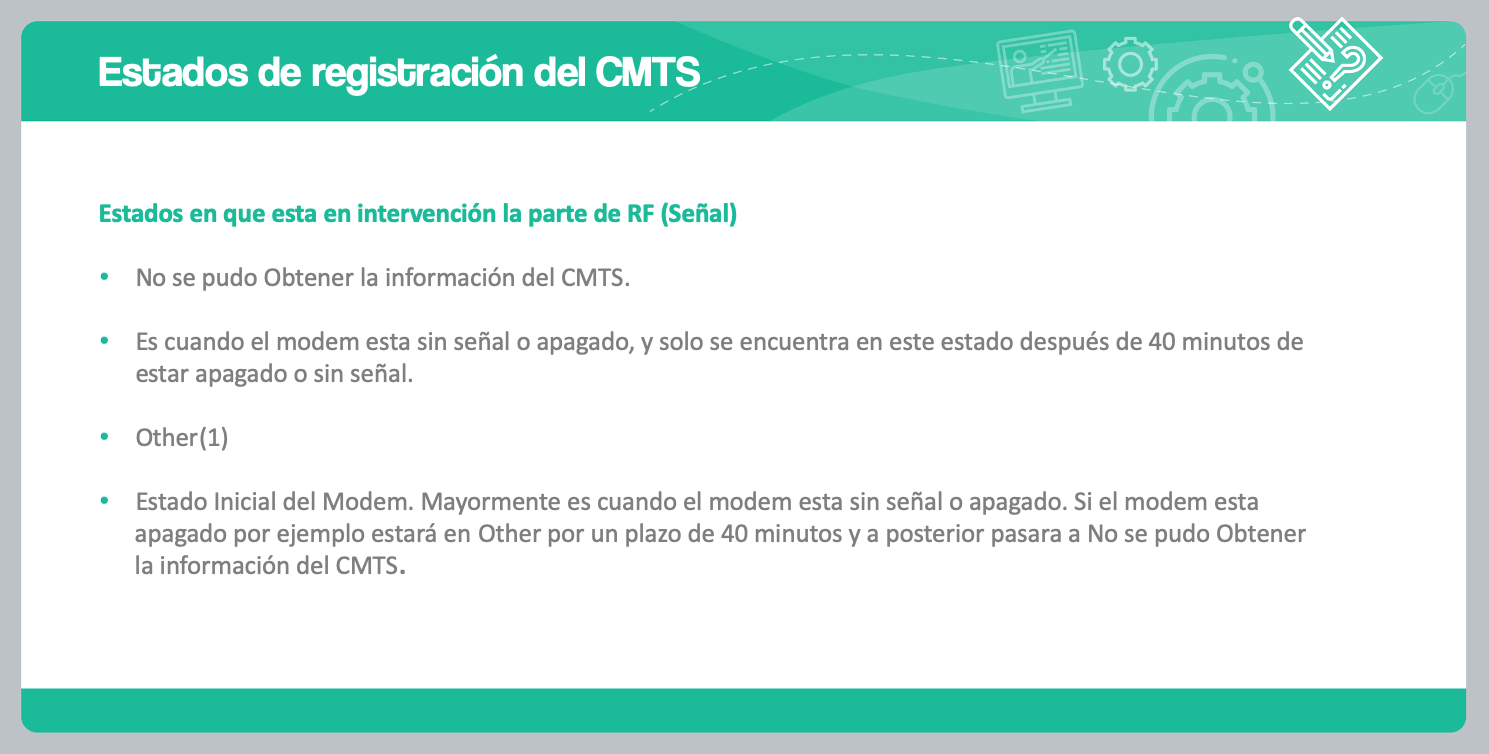 Estados de registración del CMTS
Estados en que esta en intervención la parte de RF (Señal)
• No se pudo Obtener la información del CMTS.
• Es cuando el modem esta sin señal o apagado, y solo se encuentra en este estado después de 40 minutos de
estar apagado o sin señal.
• Other(1)
• Estado Inicial del Modem. Mayormente es cuando el modem esta sin señal o apagado. Si el modem esta
apagado por ejemplo estará en Other por un plazo de 40 minutos y a posterior pasara a No se pudo Obtener
la información del CMTS.